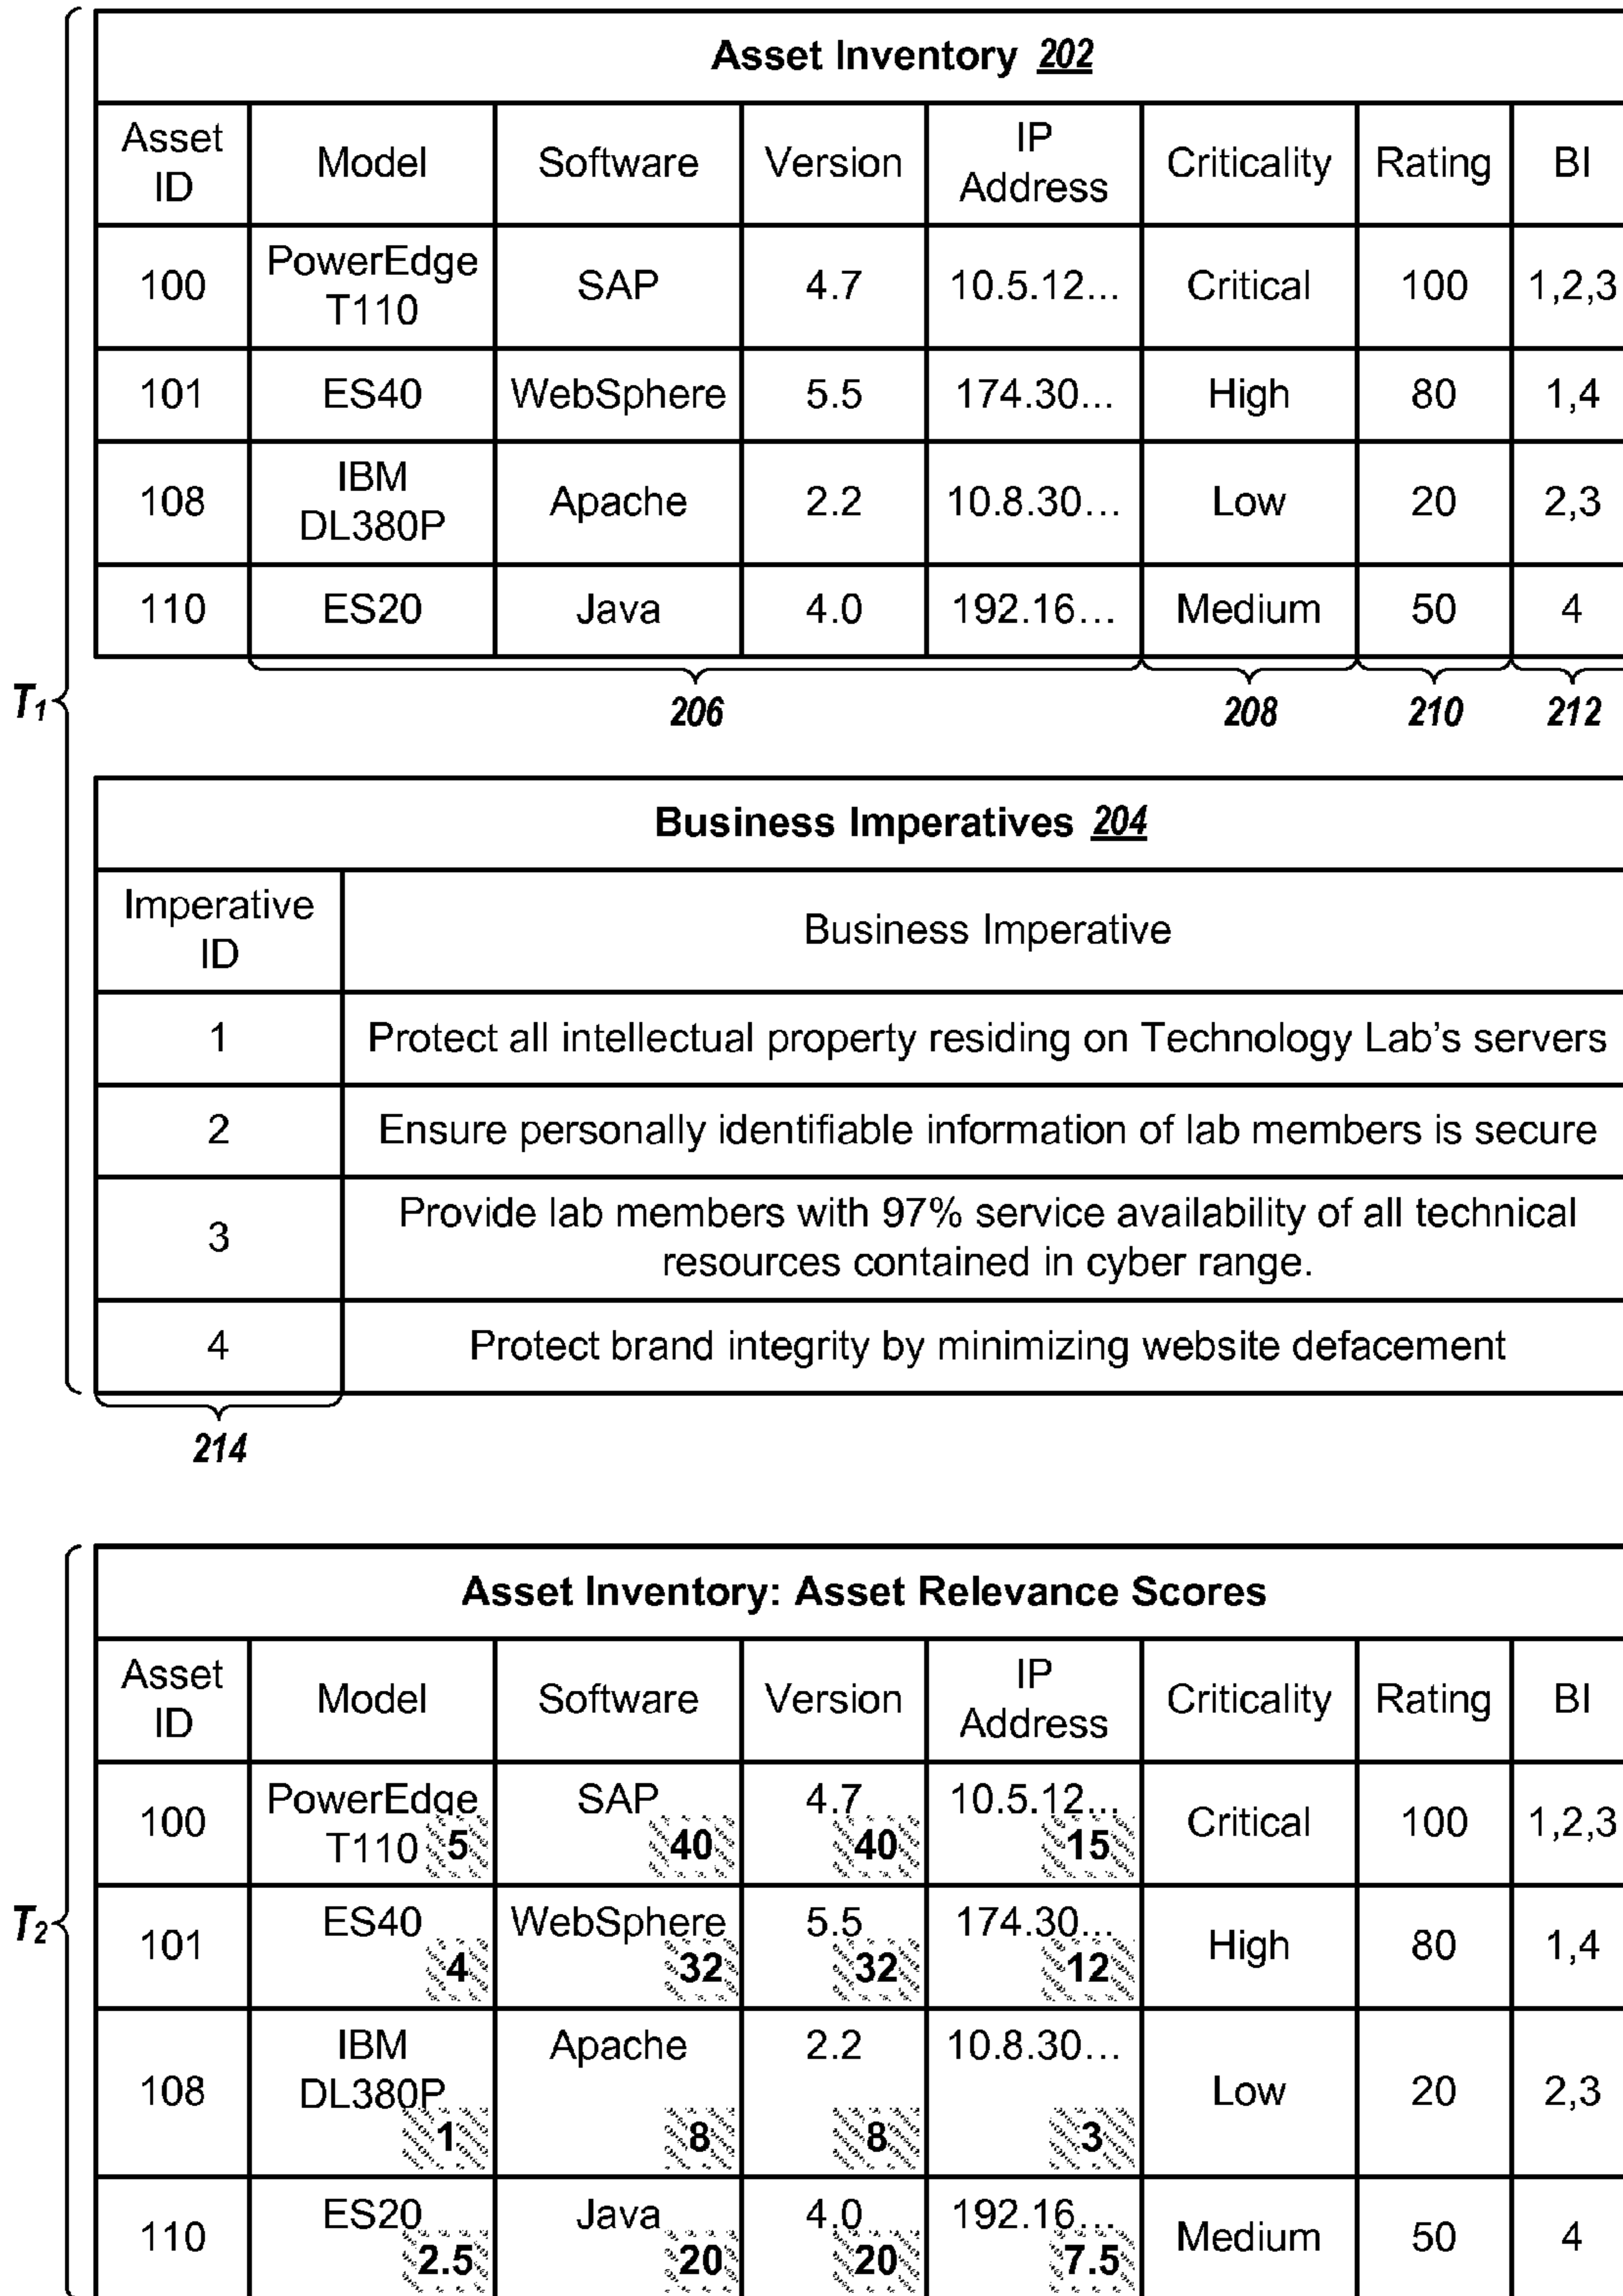 Asset Inventory 202
Asset ID Model Software Version IP Address Criticality Rating BI
100 PowerEdge T110 SAP 4.7 10.5.12... Critical 100 1,2,3
101 ES40 WebSphere 5.5 174.30... High 80 1,4
108 IBM DL380P Apache 2.2 10.8.30... Low 20 2,3
110 ES20 Java 4.0 192.16... Medium 50 4
T1
206 208 210 212
Business Imperatives 204
Imperative ID Business Imperative
1 Protect all intellectual property residing on Technology Lab's servers
2 Ensure personally identifiable information of lab members is secure
3 Provide lab members with 97% service availability of all technical
resources contained in cyber range.
4 Protect brand integrity by minimizing website defacement
214
Asset Inventory: Asset Relevance Scores
Asset ID Model Software Version IP Address Criticality Rating BI
100 PowerEdge T110 5 SAP 40 4.7 40 10.5.12... 15 Critical 100 1,2,3
T2
101 ES40 4 WebSphere 32 5.5 32 174.30... 12 High 80 1,4
108 IBM DL380P 1 Apache 8 2.2 8 10.8.30... 3 Low 20 2,3
110 ES20 2.5 Java 20 4.0 20 192.16... 7.5 Medium 50 4